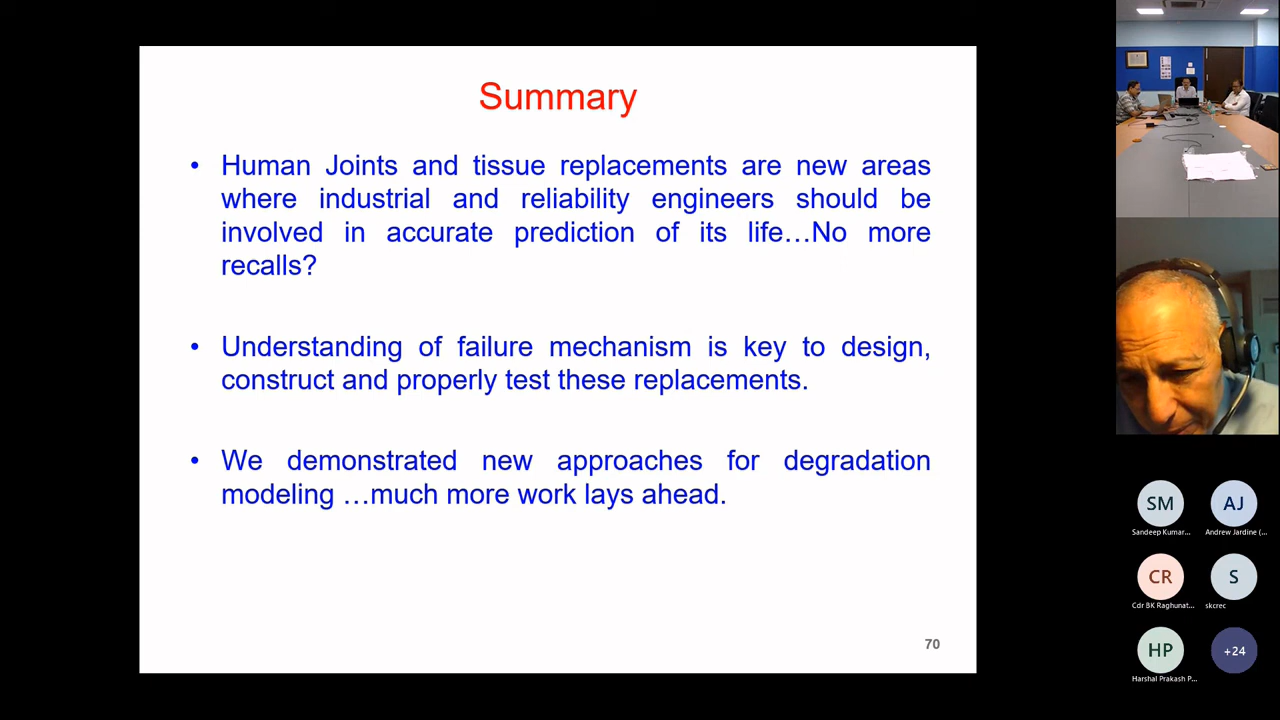 Summary
• Human Joints and tissue replacements are new areas
where industrial and reliability engineers should be
involved in accurate prediction of its life…No more
recalls?
• Understanding of failure mechanism is key to design,
construct and properly test these replacements.
• We demonstrated new approaches for degradation
modeling …much more work lays ahead.
70
SM
AJ
Sandeep Kumar...
Andrew Jardine (...
CR
S
Cdr BK Raghunat...
skcrec
HP
+24
Harshal Prakash P...